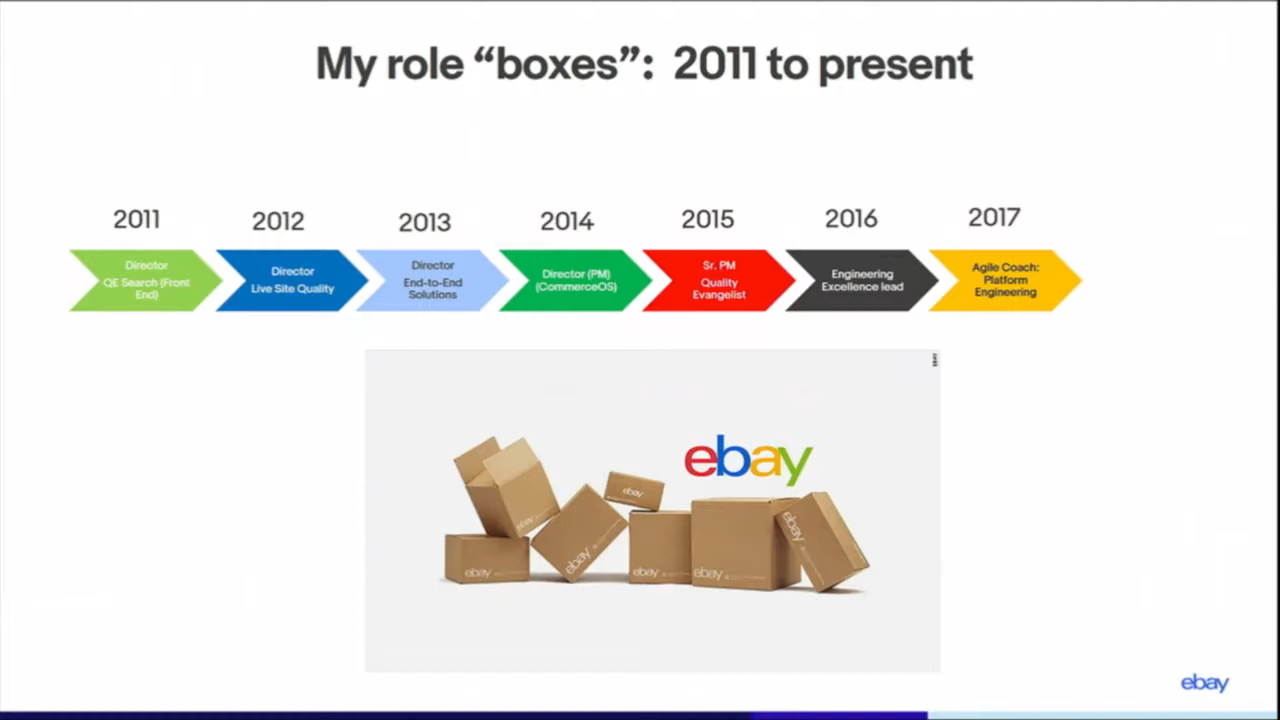 My role “boxes”: 2011 to present
2011
2012
2013
2014
2015
2016
2017
Director
QE Search (Front
End)
Director
Live Site Quality
Director
End-to-End
Solutions
Director (PM)
(CommerceOS)
Sr. PM
Quality
Evangelist
Engineering
Excellence lead
Agile Coach:
Platform
Engineering
ebay
ebay
ebay
ebay
ebay
ebay
ebay
ebay
ebay